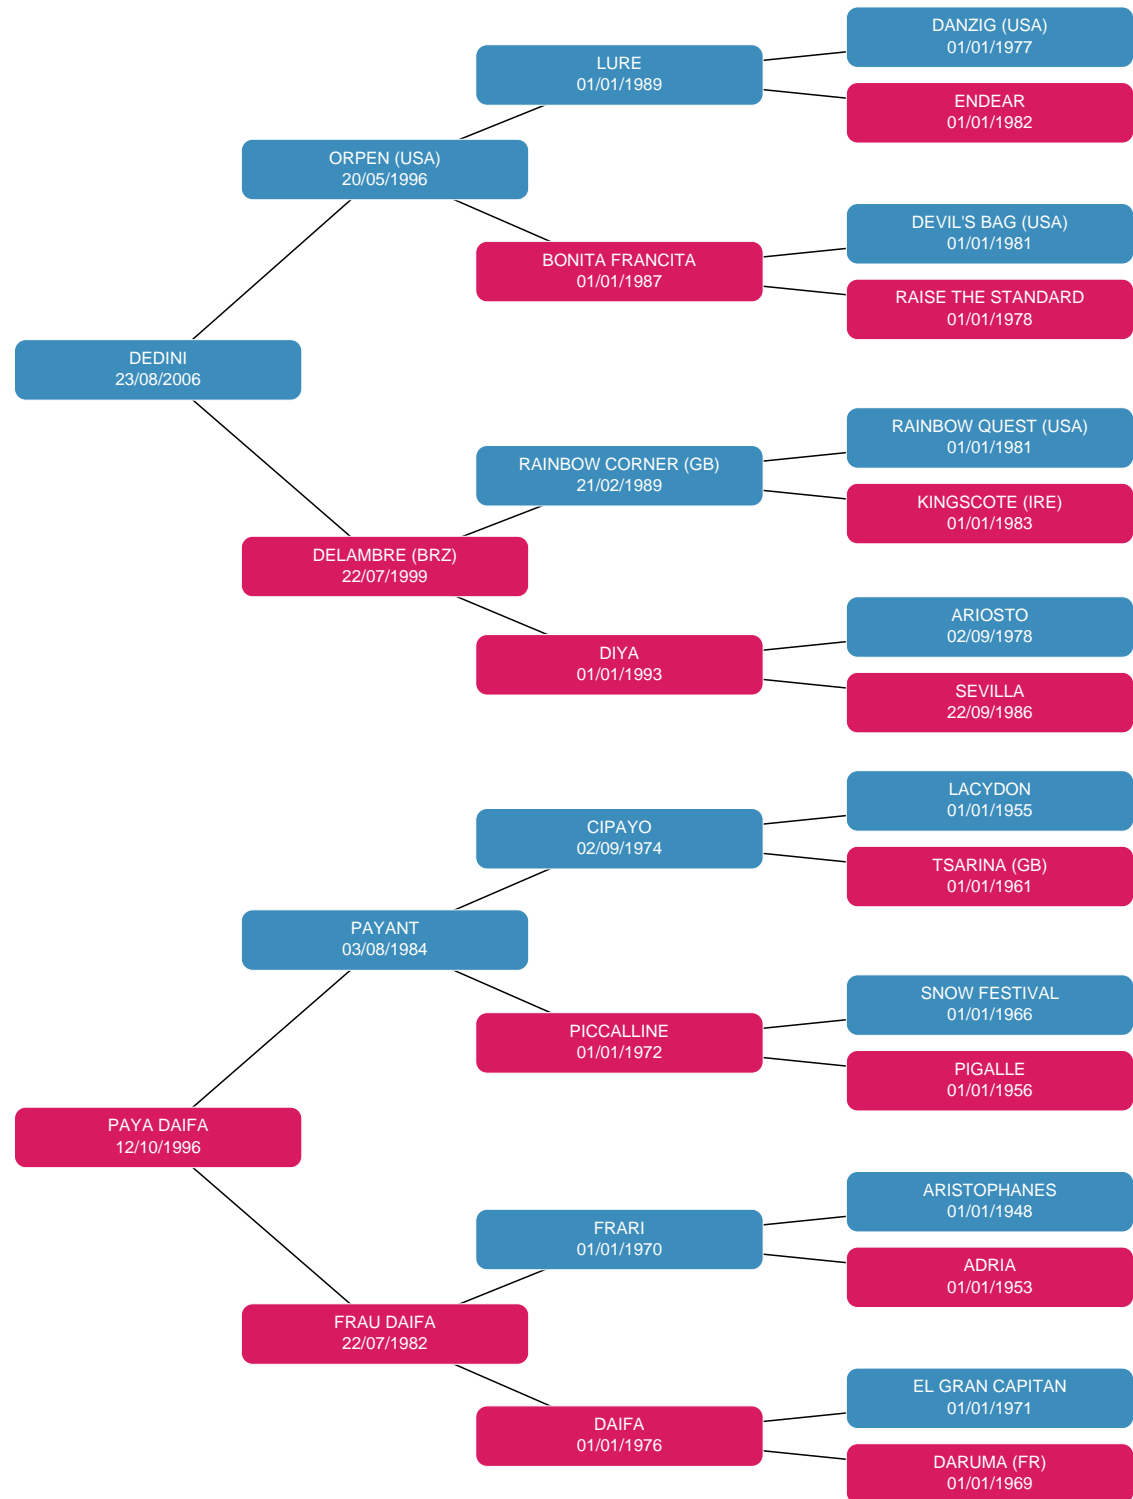 DANZIG (USA)
01/01/1977
LURE
01/01/1989
ENDEAR
01/01/1982
ORPEN (USA)
20/05/1996
DEVIL'S BAG (USA)
01/01/1981
BONITA FRANCITA
01/01/1987
RAISE THE STANDARD
01/01/1978
DEDINI
23/08/2006
RAINBOW QUEST (USA)
01/01/1981
RAINBOW CORNER (GB)
21/02/1989
KINGSCOTE (IRE)
01/01/1983
DELAMBRE (BRZ)
22/07/1999
ARIOSTO
02/09/1978
DIYA
01/01/1993
SEVILLA
22/09/1986
LACYDON
01/01/1955
CIPAYO
02/09/1974
TSARINA (GB)
01/01/1961
PAYANT
03/08/1984
SNOW FESTIVAL
01/01/1966
PICCALLINE
01/01/1972
PIGALLE
01/01/1956
PAYA DAIFA
12/10/1996
ARISTOPHANES
01/01/1948
FRARI
01/01/1970
ADRIA
01/01/1953
FRAU DAIFA
22/07/1982
EL GRAN CAPITAN
01/01/1971
DAIFA
01/01/1976
DARUMA (FR)
01/01/1969